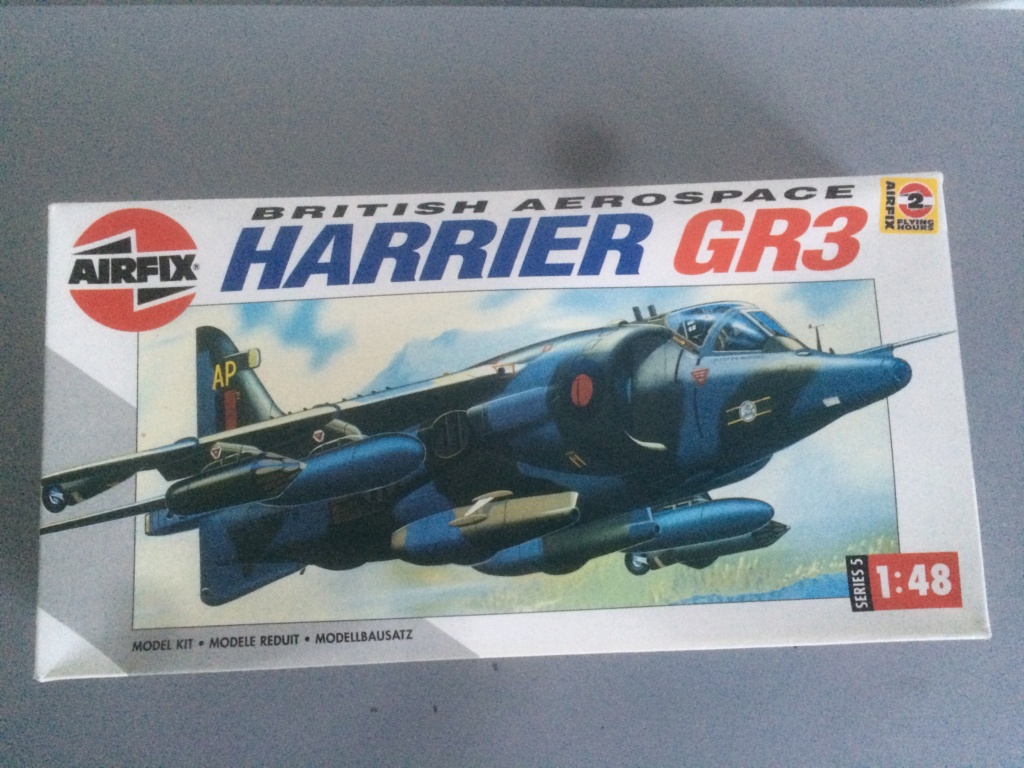 BRITISH AEROSPACE
HARRIER GR3
AIRFIX®
AIRFIX
2
FLYING
HOURS
AP
SERIES 5
1:48
MODEL KIT • MODELE REDUIT • MODELLBAUSATZ